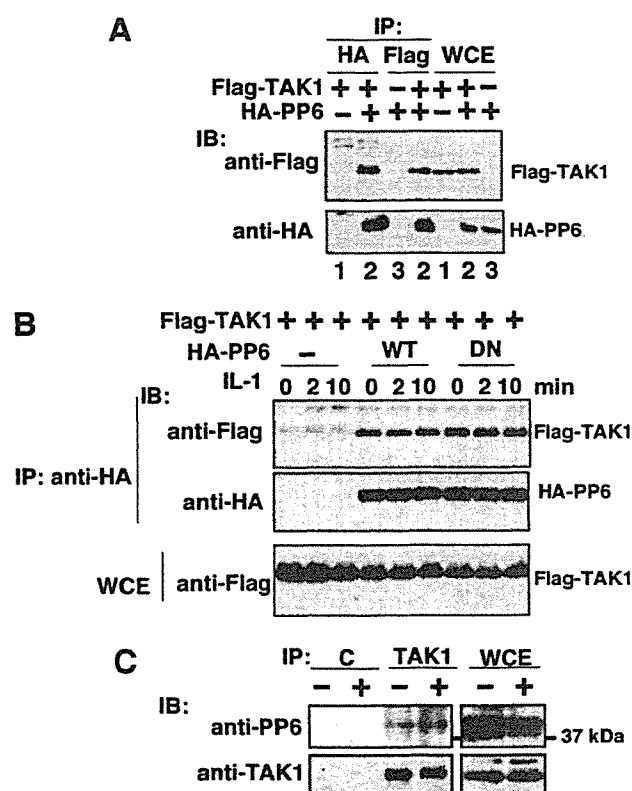 A
IP:
HA Flag WCE
Flag-TAK1 + + − + + + −
HA-PP6 − + + + − + +
IB:
anti-Flag Flag-TAK1
anti-HA HA-PP6
1 2 3 2 1 2 3
B
Flag-TAK1 + + + + + + + + +
HA-PP6 − WT DN
IL-1 0 2 10 0 2 10 0 2 10 min
IB:
anti-Flag Flag-TAK1
IP: anti-HA
anti-HA HA-PP6
WCE anti-Flag Flag-TAK1
C
IP: C TAK1 WCE
− + − + − +
IB:
anti-PP6 37 kDa
anti-TAK1